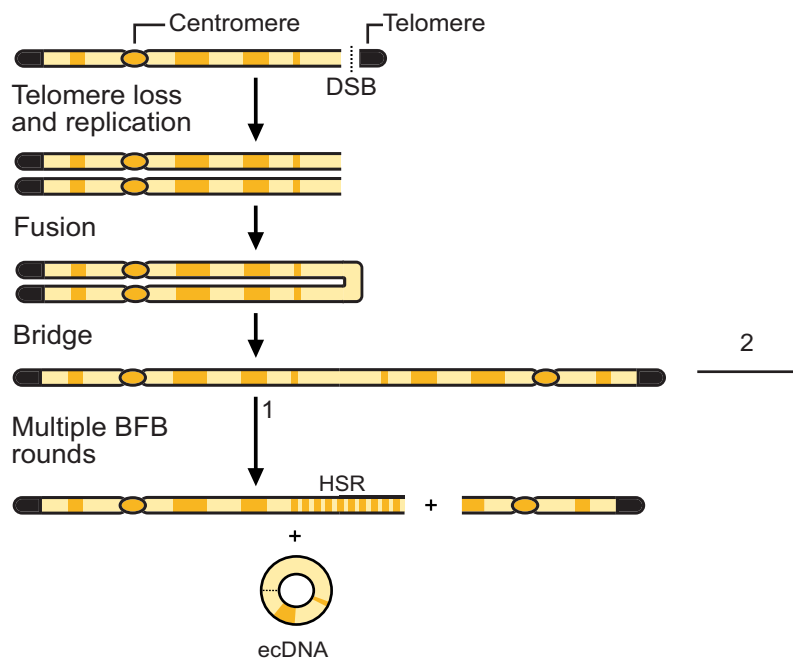 Centromere
Telomere
DSB
Telomere loss
and replication
Fusion
Bridge
2
1
Multiple BFB
rounds
HSR
+
+
ecDNA